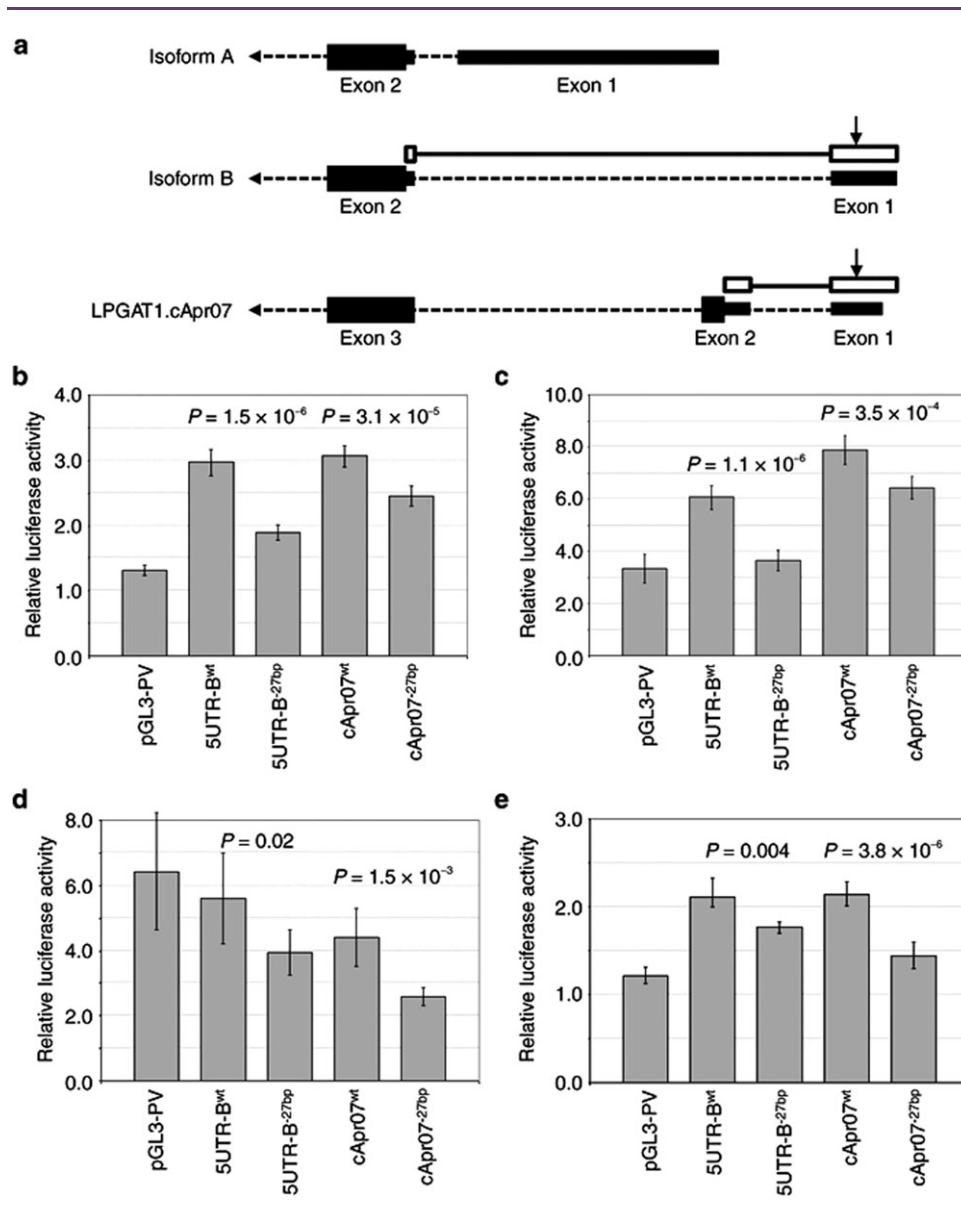 a
Isoform A
Exon 2
Exon 1
Isoform B
Exon 2
Exon 1
LPGAT1.cApr07
Exon 3
Exon 2
Exon 1
b
Relative luciferase activity
4.0
3.0
2.0
1.0
0.0
P = 1.5 × 10⁻⁶
P = 3.1 × 10⁻⁵
pGL3-PV
5UTR-Bʷᵗ
5UTR-B⁻²⁷ᵇᵖ
cApr07ʷᵗ
cApr07⁻²⁷ᵇᵖ
c
Relative luciferase activity
10.0
8.0
6.0
4.0
2.0
0.0
P = 1.1 × 10⁻⁶
P = 3.5 × 10⁻⁴
pGL3-PV
5UTR-Bʷᵗ
5UTR-B⁻²⁷ᵇᵖ
cApr07ʷᵗ
cApr07⁻²⁷ᵇᵖ
d
Relative luciferase activity
8.0
6.0
4.0
2.0
0.0
P = 0.02
P = 1.5 × 10⁻³
pGL3-PV
5UTR-Bʷᵗ
5UTR-B⁻²⁷ᵇᵖ
cApr07ʷᵗ
cApr07⁻²⁷ᵇᵖ
e
Relative luciferase activity
3.0
2.0
1.0
0.0
P = 0.004
P = 3.8 × 10⁻⁶
pGL3-PV
5UTR-Bʷᵗ
5UTR-B⁻²⁷ᵇᵖ
cApr07ʷᵗ
cApr07⁻²⁷ᵇᵖ